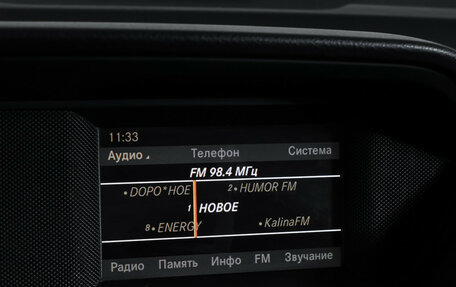 11:33
Аудио Телефон Система
FM 98.4 МГц
• DOPO*HOE 2• HUMOR FM
1 НОВОЕ
8• ENERGY • KalinaFM
Радио Память Инфо FM Звучание